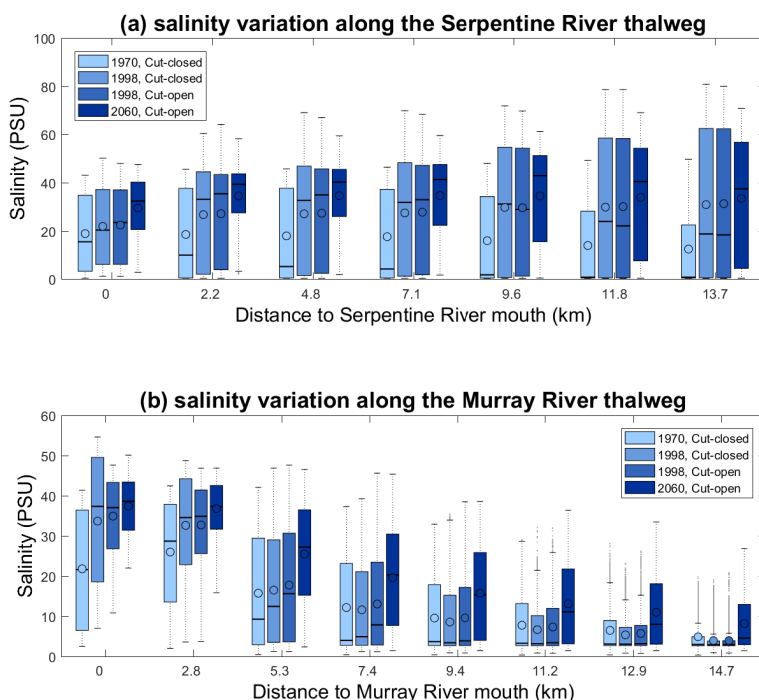 (a) salinity variation along the Serpentine River thalweg
100
80
60
40
20
0
Salinity (PSU)
1970, Cut-closed
1998, Cut-closed
1998, Cut-open
2060, Cut-open
0 2.2 4.8 7.1 9.6 11.8 13.7
Distance to Serpentine River mouth (km)
(b) salinity variation along the Murray River thalweg
60
50
40
30
20
10
0
Salinity (PSU)
1970, Cut-closed
1998, Cut-closed
1998, Cut-open
2060, Cut-open
0 2.8 5.3 7.4 9.4 11.2 12.9 14.7
Distance to Murray River mouth (km)